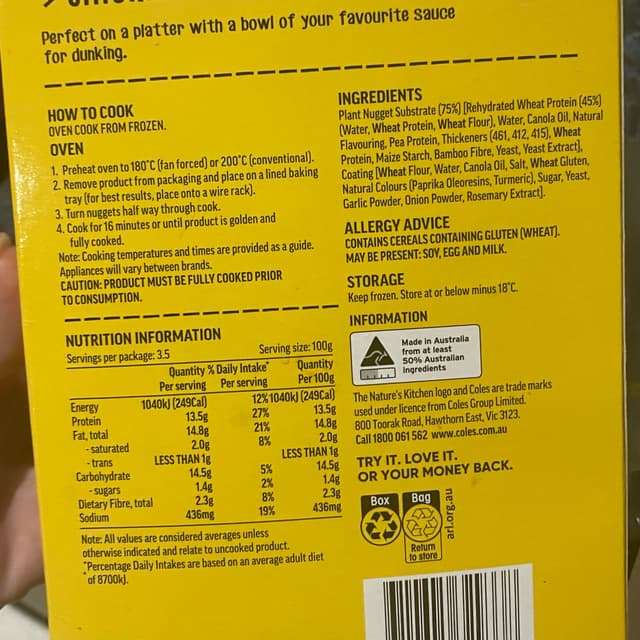 Perfect on a platter with a bowl of your favourite sauce
for dunking.
HOW TO COOK
OVEN COOK FROM FROZEN.
OVEN
1. Preheat oven to 180°C (fan forced) or 200°C (conventional).
2. Remove product from packaging and place on a lined baking
tray (for best results, place onto a wire rack).
3. Turn nuggets half way through cook.
4. Cook for 16 minutes or until product is golden and
fully cooked.
Note: Cooking temperatures and times are provided as a guide.
Appliances will vary between brands.
CAUTION: PRODUCT MUST BE FULLY COOKED PRIOR
TO CONSUMPTION.
NUTRITION INFORMATION
Servings per package: 3.5 Serving size: 100g
Quantity % Daily Intake* Quantity
Per serving Per serving Per 100g
Energy 1040kJ (249Cal) 12% 1040kJ (249Cal)
Protein 13.5g 27% 13.5g
Fat, total 14.8g 21% 14.8g
- saturated 2.0g 8% 2.0g
- trans LESS THAN 1g LESS THAN 1g
Carbohydrate 14.5g 5% 14.5g
- sugars 1.4g 2% 1.4g
Dietary Fibre, total 2.3g 8% 2.3g
Sodium 436mg 19% 436mg
Note: All values are considered averages unless
otherwise indicated and relate to uncooked product.
*Percentage Daily Intakes are based on an average adult diet
of 8700kj.
INGREDIENTS
Plant Nugget Substrate (75%) [Rehydrated Wheat Protein (45%)
(Water, Wheat Protein, Wheat Flour), Water, Canola Oil, Natural
Flavouring, Pea Protein, Thickeners (461, 412, 415), Wheat
Protein, Maize Starch, Bamboo Fibre, Yeast, Yeast Extract],
Coating [Wheat Flour, Water, Canola Oil, Salt, Wheat Gluten,
Natural Colours (Paprika Oleoresins, Turmeric), Sugar, Yeast,
Garlic Powder, Onion Powder, Rosemary Extract].
ALLERGY ADVICE
CONTAINS CEREALS CONTAINING GLUTEN (WHEAT).
MAY BE PRESENT: SOY, EGG AND MILK.
STORAGE
Keep frozen. Store at or below minus 18°C.
INFORMATION
Made in Australia
from at least
50% Australian
ingredients
The Nature's Kitchen logo and Coles are trade marks
used under licence from Coles Group Limited.
800 Toorak Road, Hawthorn East, Vic 3123.
Call 1800 061 562 www.coles.com.au
TRY IT. LOVE IT.
OR YOUR MONEY BACK.
Box Bag
Return
to store
arl.org.au